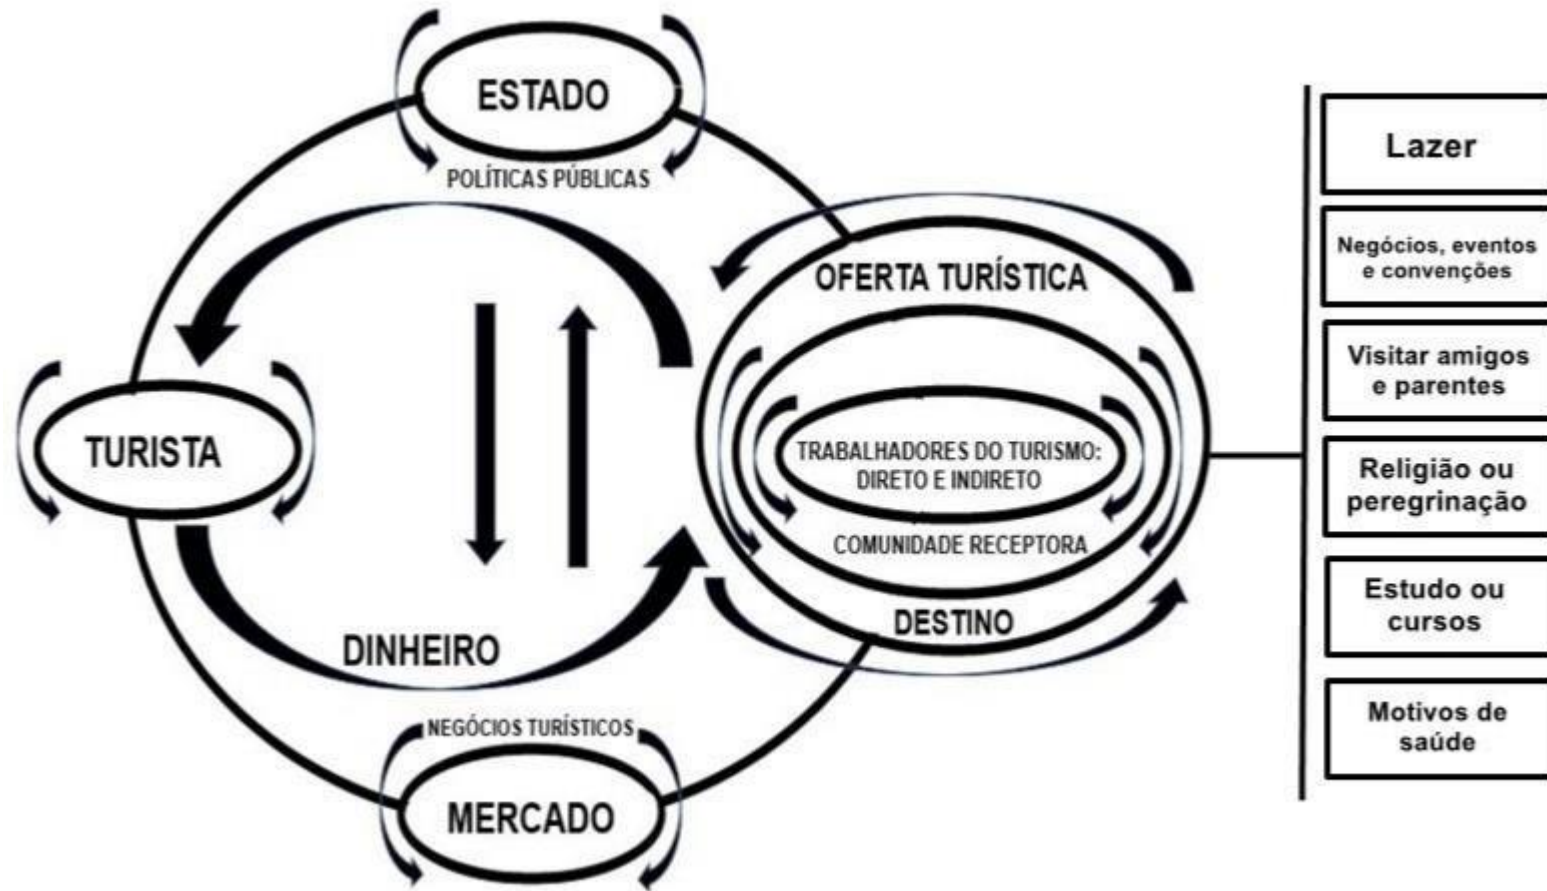 ESTADO
POLÍTICAS PÚBLICAS
OFERTA TURÍSTICA
TURISTA
TRABALHADORES DO TURISMO:
DIRETO E INDIRETO
COMUNIDADE RECEPTORA
DESTINO
DINHEIRO
NEGÓCIOS TURÍSTICOS
MERCADO
Lazer
Negócios, eventos
e convenções
Visitar amigos
e parentes
Religião ou
peregrinação
Estudo ou
cursos
Motivos de
saúde